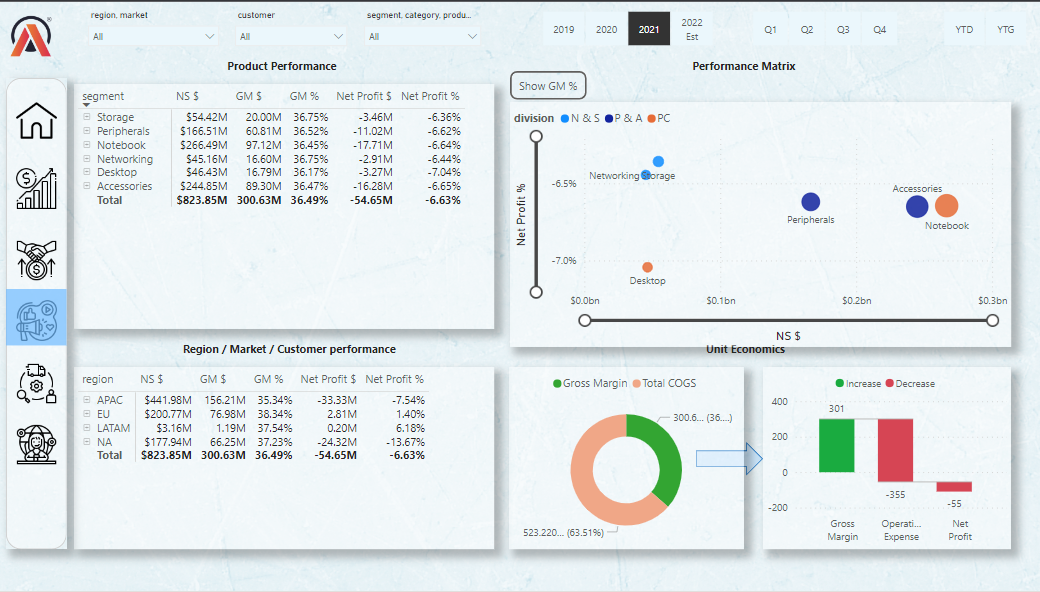 region, market customer segment, category, produ...
All All All
2019 2020 2021 2022 Est Q1 Q2 Q3 Q4 YTD YTG
Product Performance
segment NS $ GM $ GM % Net Profit $ Net Profit %
Storage $54.42M 20.00M 36.75% -3.46M -6.36%
Peripherals $166.51M 60.81M 36.52% -11.02M -6.62%
Notebook $266.49M 97.12M 36.45% -17.71M -6.64%
Networking $45.16M 16.60M 36.75% -2.91M -6.44%
Desktop $46.43M 16.79M 36.17% -3.27M -7.04%
Accessories $244.85M 89.30M 36.47% -16.28M -6.65%
Total $823.85M 300.63M 36.49% -54.65M -6.63%
Performance Matrix
Show GM %
division N & S P & A PC
Net Profit %
-6.5%
-7.0%
Networking Storage
Peripherals
Accessories
Notebook
Desktop
$0.0bn $0.1bn $0.2bn $0.3bn
NS $
Region / Market / Customer performance
region NS $ GM $ GM % Net Profit $ Net Profit %
APAC $441.98M 156.21M 35.34% -33.33M -7.54%
EU $200.77M 76.98M 38.34% 2.81M 1.40%
LATAM $3.16M 1.19M 37.54% 0.20M 6.18%
NA $177.94M 66.25M 37.23% -24.32M -13.67%
Total $823.85M 300.63M 36.49% -54.65M -6.63%
Unit Economics
Gross Margin Total COGS
300.6... (36....)
523.220... (63.51%)
Increase Decrease
400
200
0
-200
301
-355
-55
Gross Margin
Operati... Expense
Net Profit